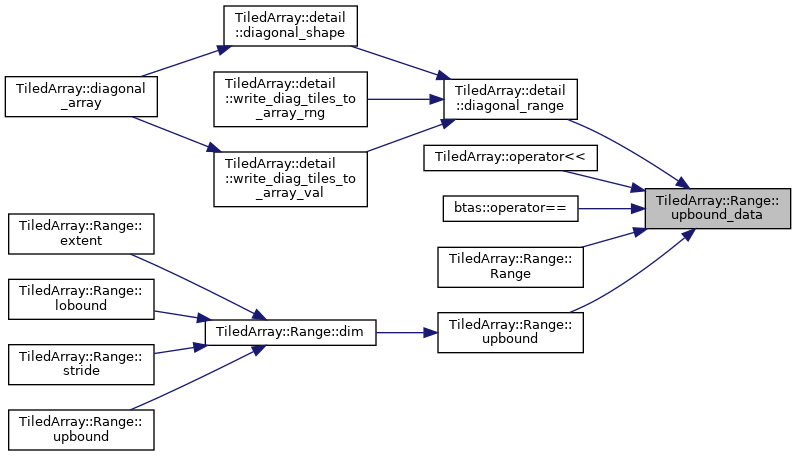 TiledArray::detail
::diagonal_shape
TiledArray::diagonal
_array
TiledArray::detail
::write_diag_tiles_to
_array_rng
TiledArray::detail
::diagonal_range
TiledArray::detail
::write_diag_tiles_to
_array_val
TiledArray::operator<<
btas::operator==
TiledArray::Range::
upbound_data
TiledArray::Range::
extent
TiledArray::Range::
Range
TiledArray::Range::
lobound
TiledArray::Range::dim
TiledArray::Range::
upbound
TiledArray::Range::
stride
TiledArray::Range::
upbound